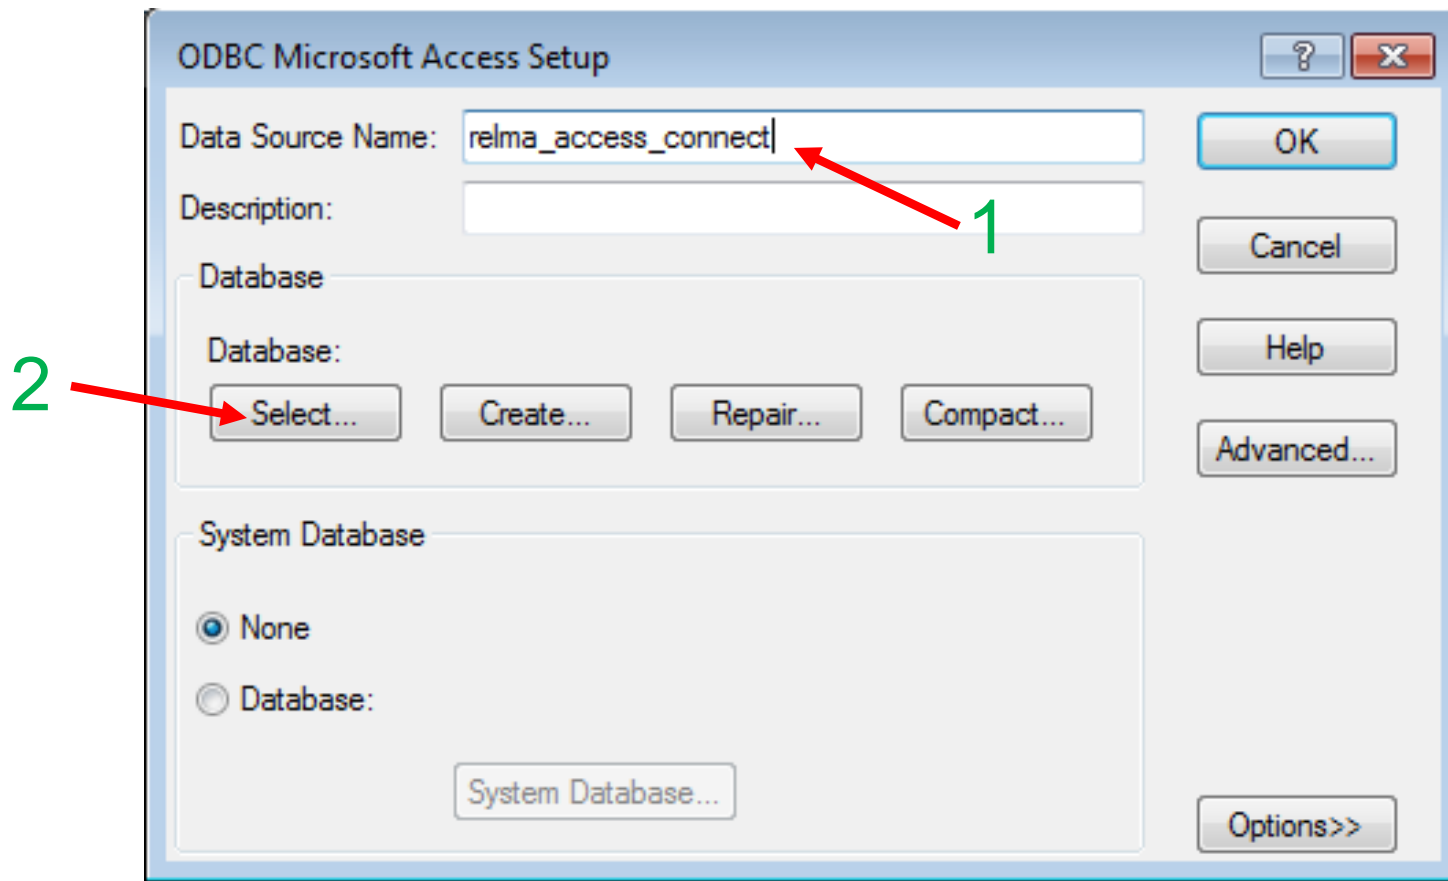 ODBC Microsoft Access Setup
?
Data Source Name: relma_access_connect
OK
Description:
1
Cancel
Database
Help
Database:
2
Select... Create... Repair... Compact...
Advanced...
System Database
None
Database:
System Database...
Options>>